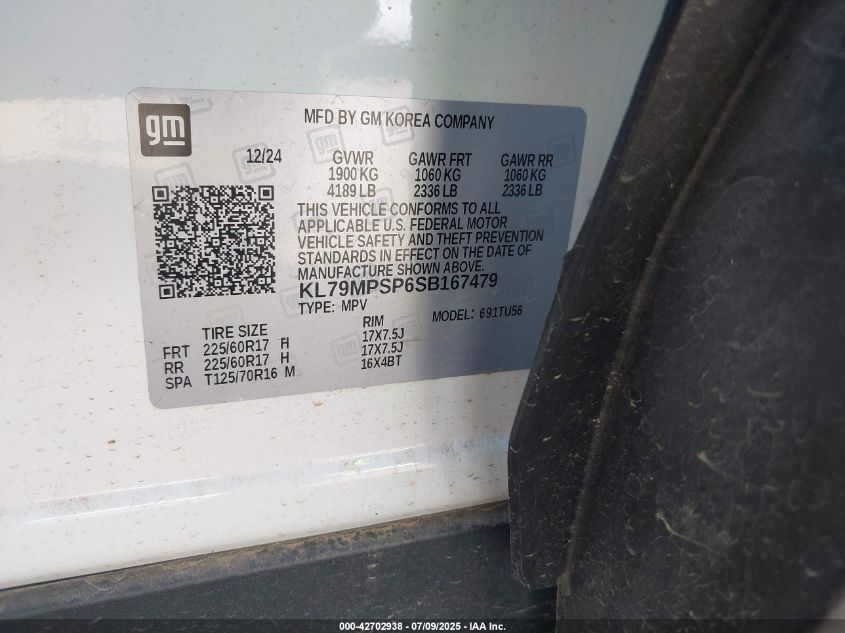 gm
MFD BY GM KOREA COMPANY
12/24
GVWR GAWR FRT GAWR RR
1900 KG 1060 KG 1060 KG
4189 LB 2336 LB 2336 LB
THIS VEHICLE CONFORMS TO ALL
APPLICABLE U.S. FEDERAL MOTOR
VEHICLE SAFETY AND THEFT PREVENTION
STANDARDS IN EFFECT ON THE DATE OF
MANUFACTURE SHOWN ABOVE.
KL79MPSP6SB167479
TYPE: MPV MODEL: 691TU56
TIRE SIZE RIM
FRT 225/60R17 H 17X7.5J
RR 225/60R17 H 17X7.5J
SPA T125/70R16 M 16X4BT
000-42702938 / 07/09/2025 - IAA Inc.